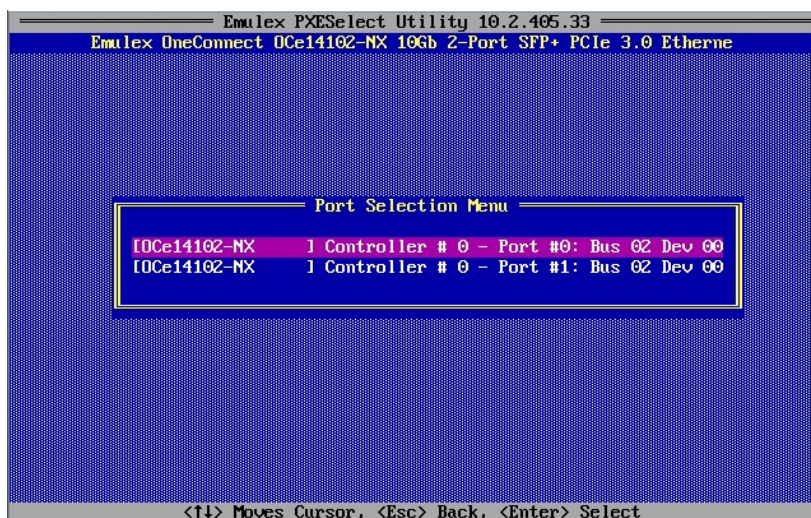 Emulex PXESelect Utility 10.2.405.33
Emulex OneConnect OCe14102-NX 10Gb 2-Port SFP+ PCIe 3.0 Etherne
Port Selection Menu
[OCe14102-NX      ] Controller # 0 - Port #0: Bus 02 Dev 00
[OCe14102-NX      ] Controller # 0 - Port #1: Bus 02 Dev 00
<↑↓> Moves Cursor, <Esc> Back, <Enter> Select